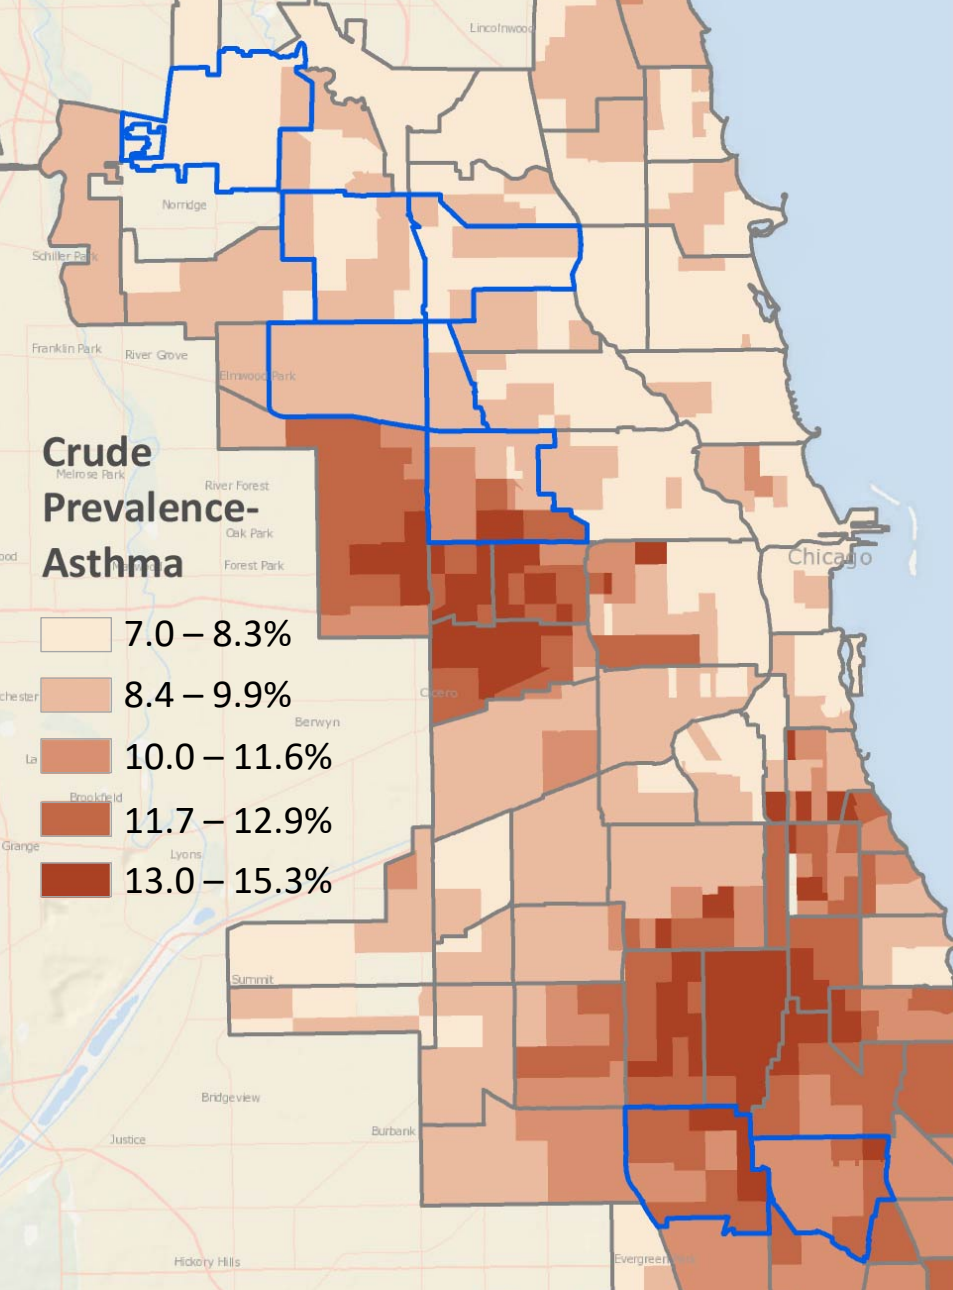 Lincolnwood
Norridge
Schiller Park
Franklin Park
River Grove
Elmwood Park
Crude
Melrose Park
River Forest
Prevalence-
Oak Park
Chicago
Asthma
Forest Park
7.0 – 8.3%
8.4 – 9.9%
Cicero
Berwyn
La
10.0 – 11.6%
Brookfield
11.7 – 12.9%
Grange
Lyons
13.0 – 15.3%
Summit
Bridgeview
Burbank
Justice
Hickory Hills
Evergreen